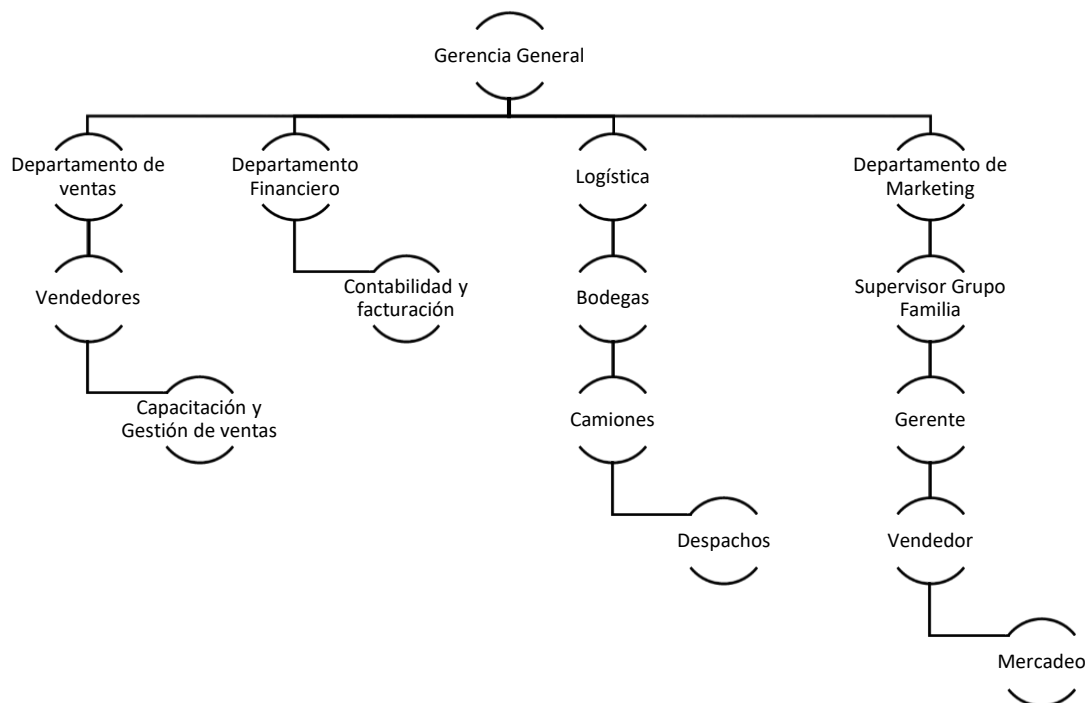 Gerencia General
Departamento de
ventas
Departamento
Financiero
Logística
Departamento de
Marketing
Vendedores
Contabilidad y
facturación
Bodegas
Supervisor Grupo
Familia
Capacitación y
Gestión de ventas
Camiones
Gerente
Despachos
Vendedor
Mercadeo